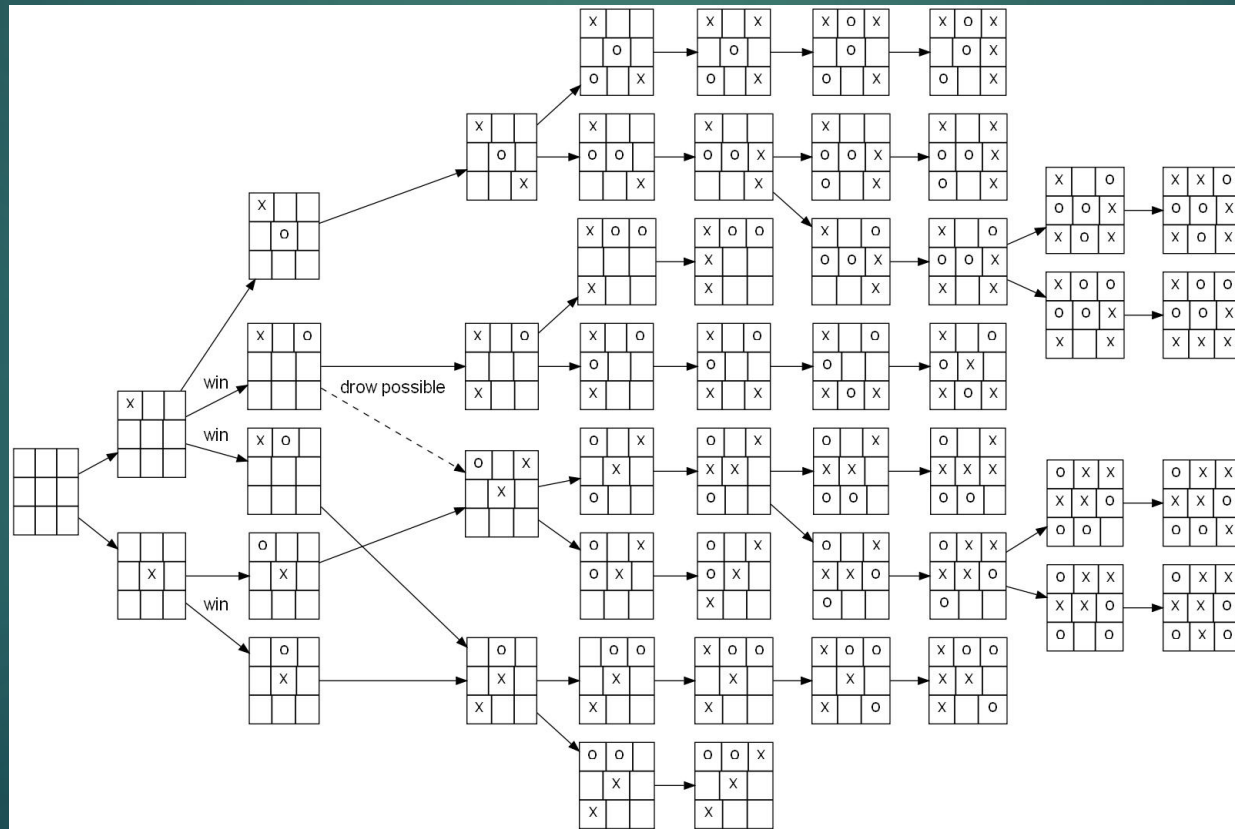 X X X X O X X O X
O O O O X
O X O X O X O X
X X X X X X
O O O O O X O O X O O X
X X X O X O X
X O X X O
X
O O X O O X
O X O O X O O X O X O
X O X X O X
X O O X O O X
X O O X O O
X X X X X
O O X O O X
X O X O X O X O X O X O
X X X X X
O O O O X
win
drow possible
X X X X X O X X O X
X
win
X O O X O X O X O X
O X
X X X X X X X X
O X X O X X
X
O O O O O O
X X O X X O
O O O O X
O O X O X O X O X X
X X O X O X X X O X X O
O X X O X X
win
X O O
X X O X X O
O O O X O
O O O O X O O X O O X O O
X X X X X X X
X X X X O X O
O O O O X
X X
X X